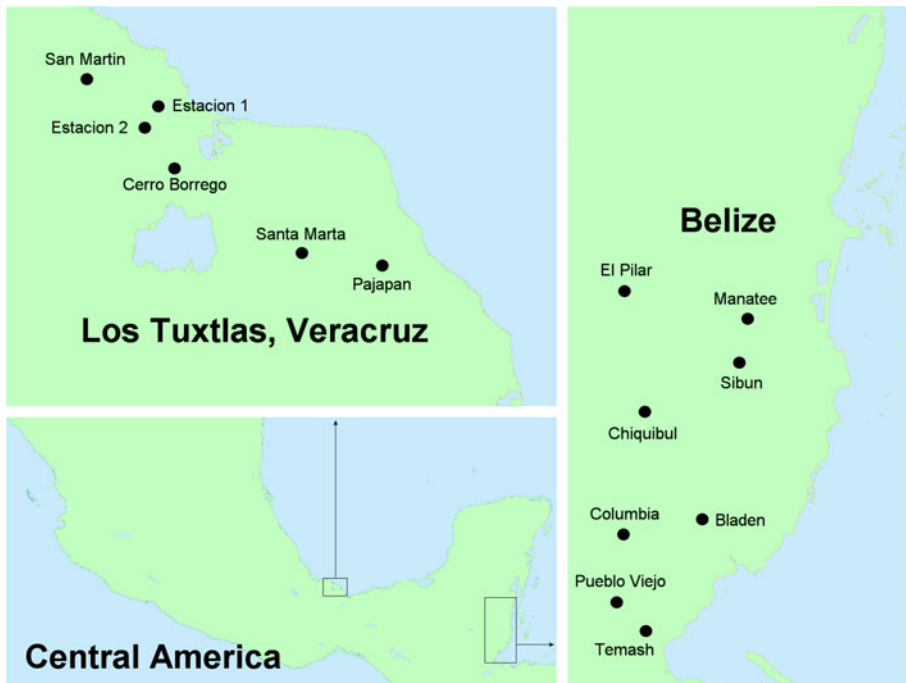 San Martin
Estacion 1
Estacion 2
Cerro Borrego
Santa Marta
Pajapan
Los Tuxtlas, Veracruz
Central America
Belize
El Pilar
Manatee
Sibun
Chiquibul
Columbia
Bladen
Pueblo Viejo
Temash